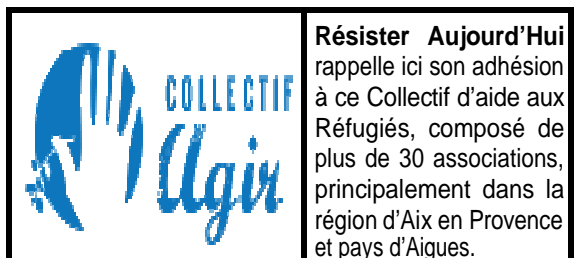 COLLECTIF
Agir
Résister Aujourd’Hui
rappelle ici son adhésion
à ce Collectif d’aide aux
Réfugiés, composé de
plus de 30 associations,
principalement dans la
région d’Aix en Provence
et pays d’Aigues.